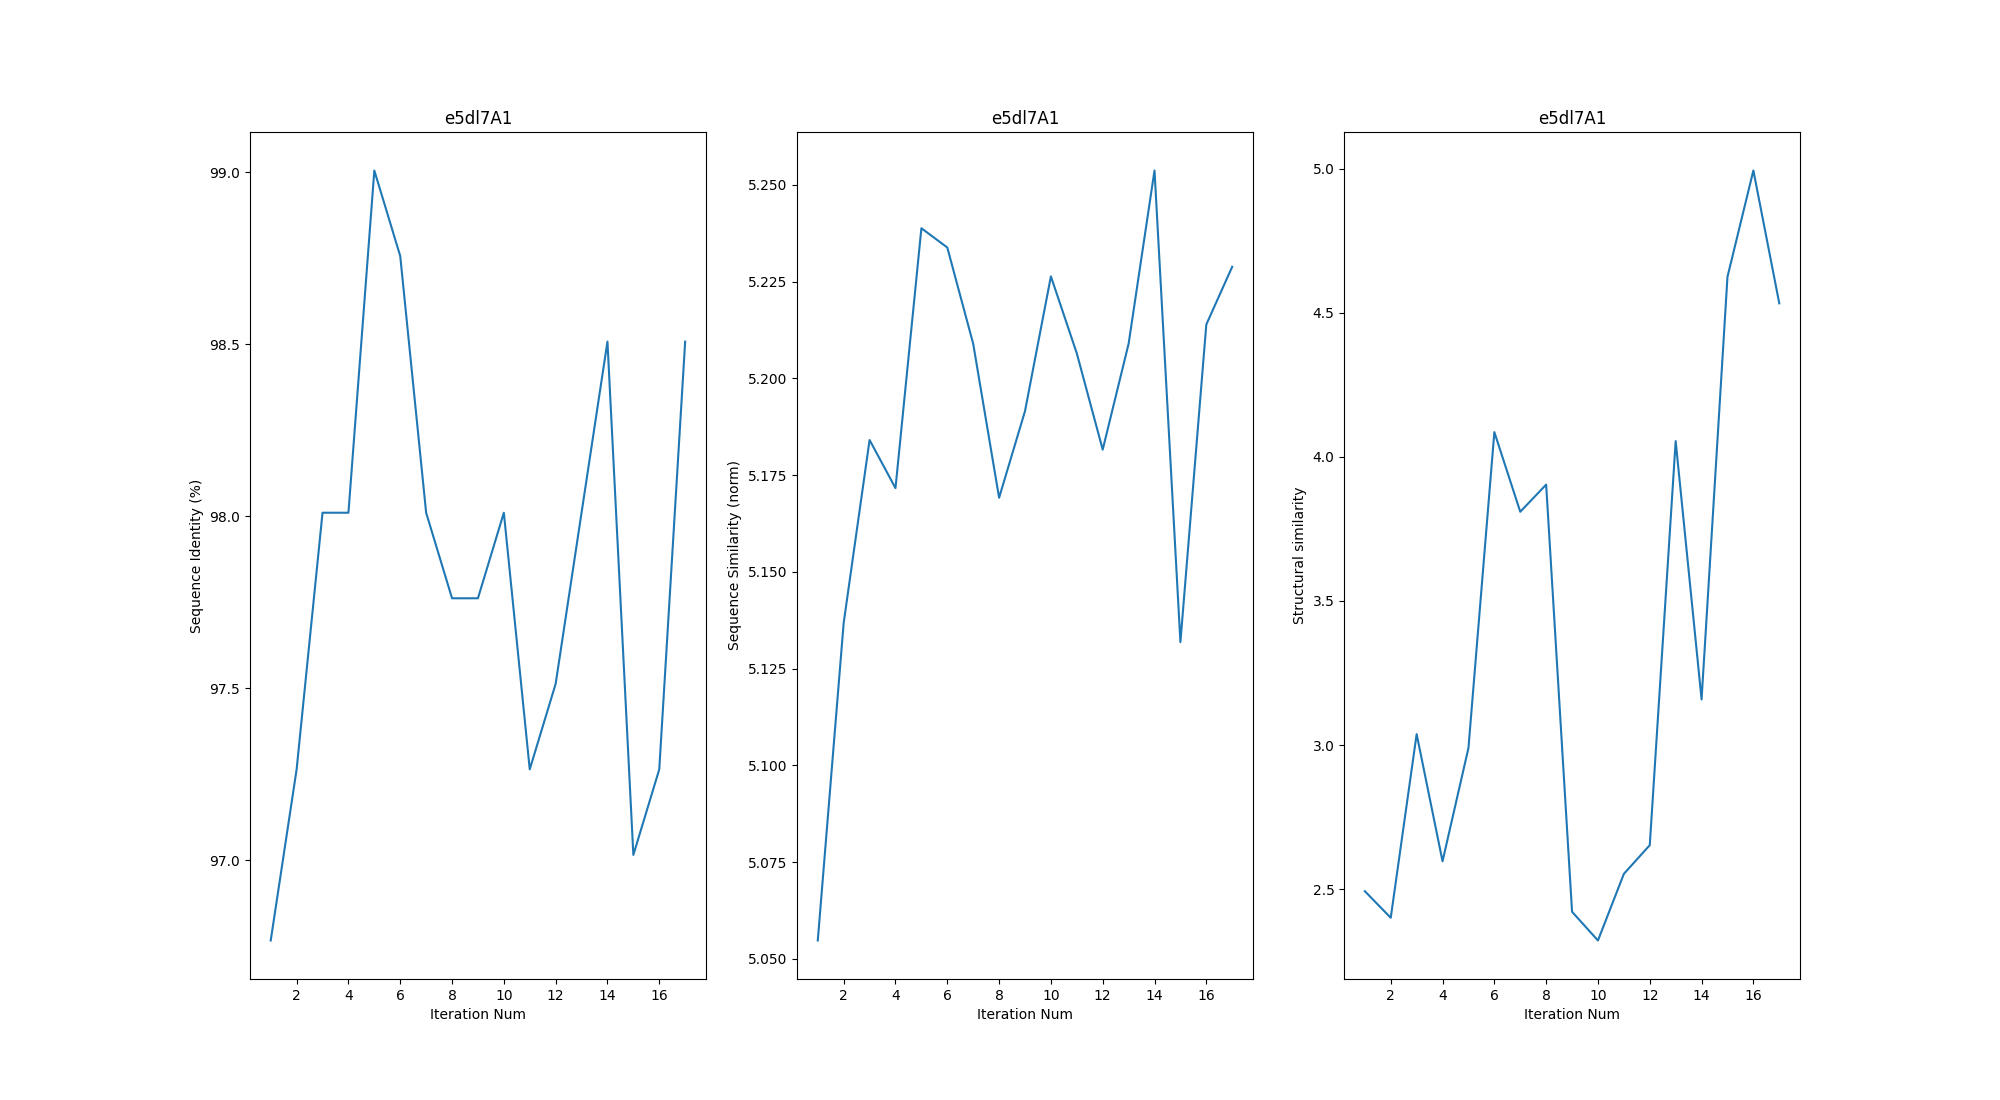 e5dl7A1
99.0
98.5
98.0
97.5
97.0
Sequence Identity (%)
2 4 6 8 10 12 14 16
Iteration Num
e5dl7A1
5.250
5.225
5.200
5.175
5.150
5.125
5.100
5.075
5.050
Sequence Similarity (norm)
2 4 6 8 10 12 14 16
Iteration Num
e5dl7A1
5.0
4.5
4.0
3.5
3.0
2.5
Structural similarity
2 4 6 8 10 12 14 16
Iteration Num